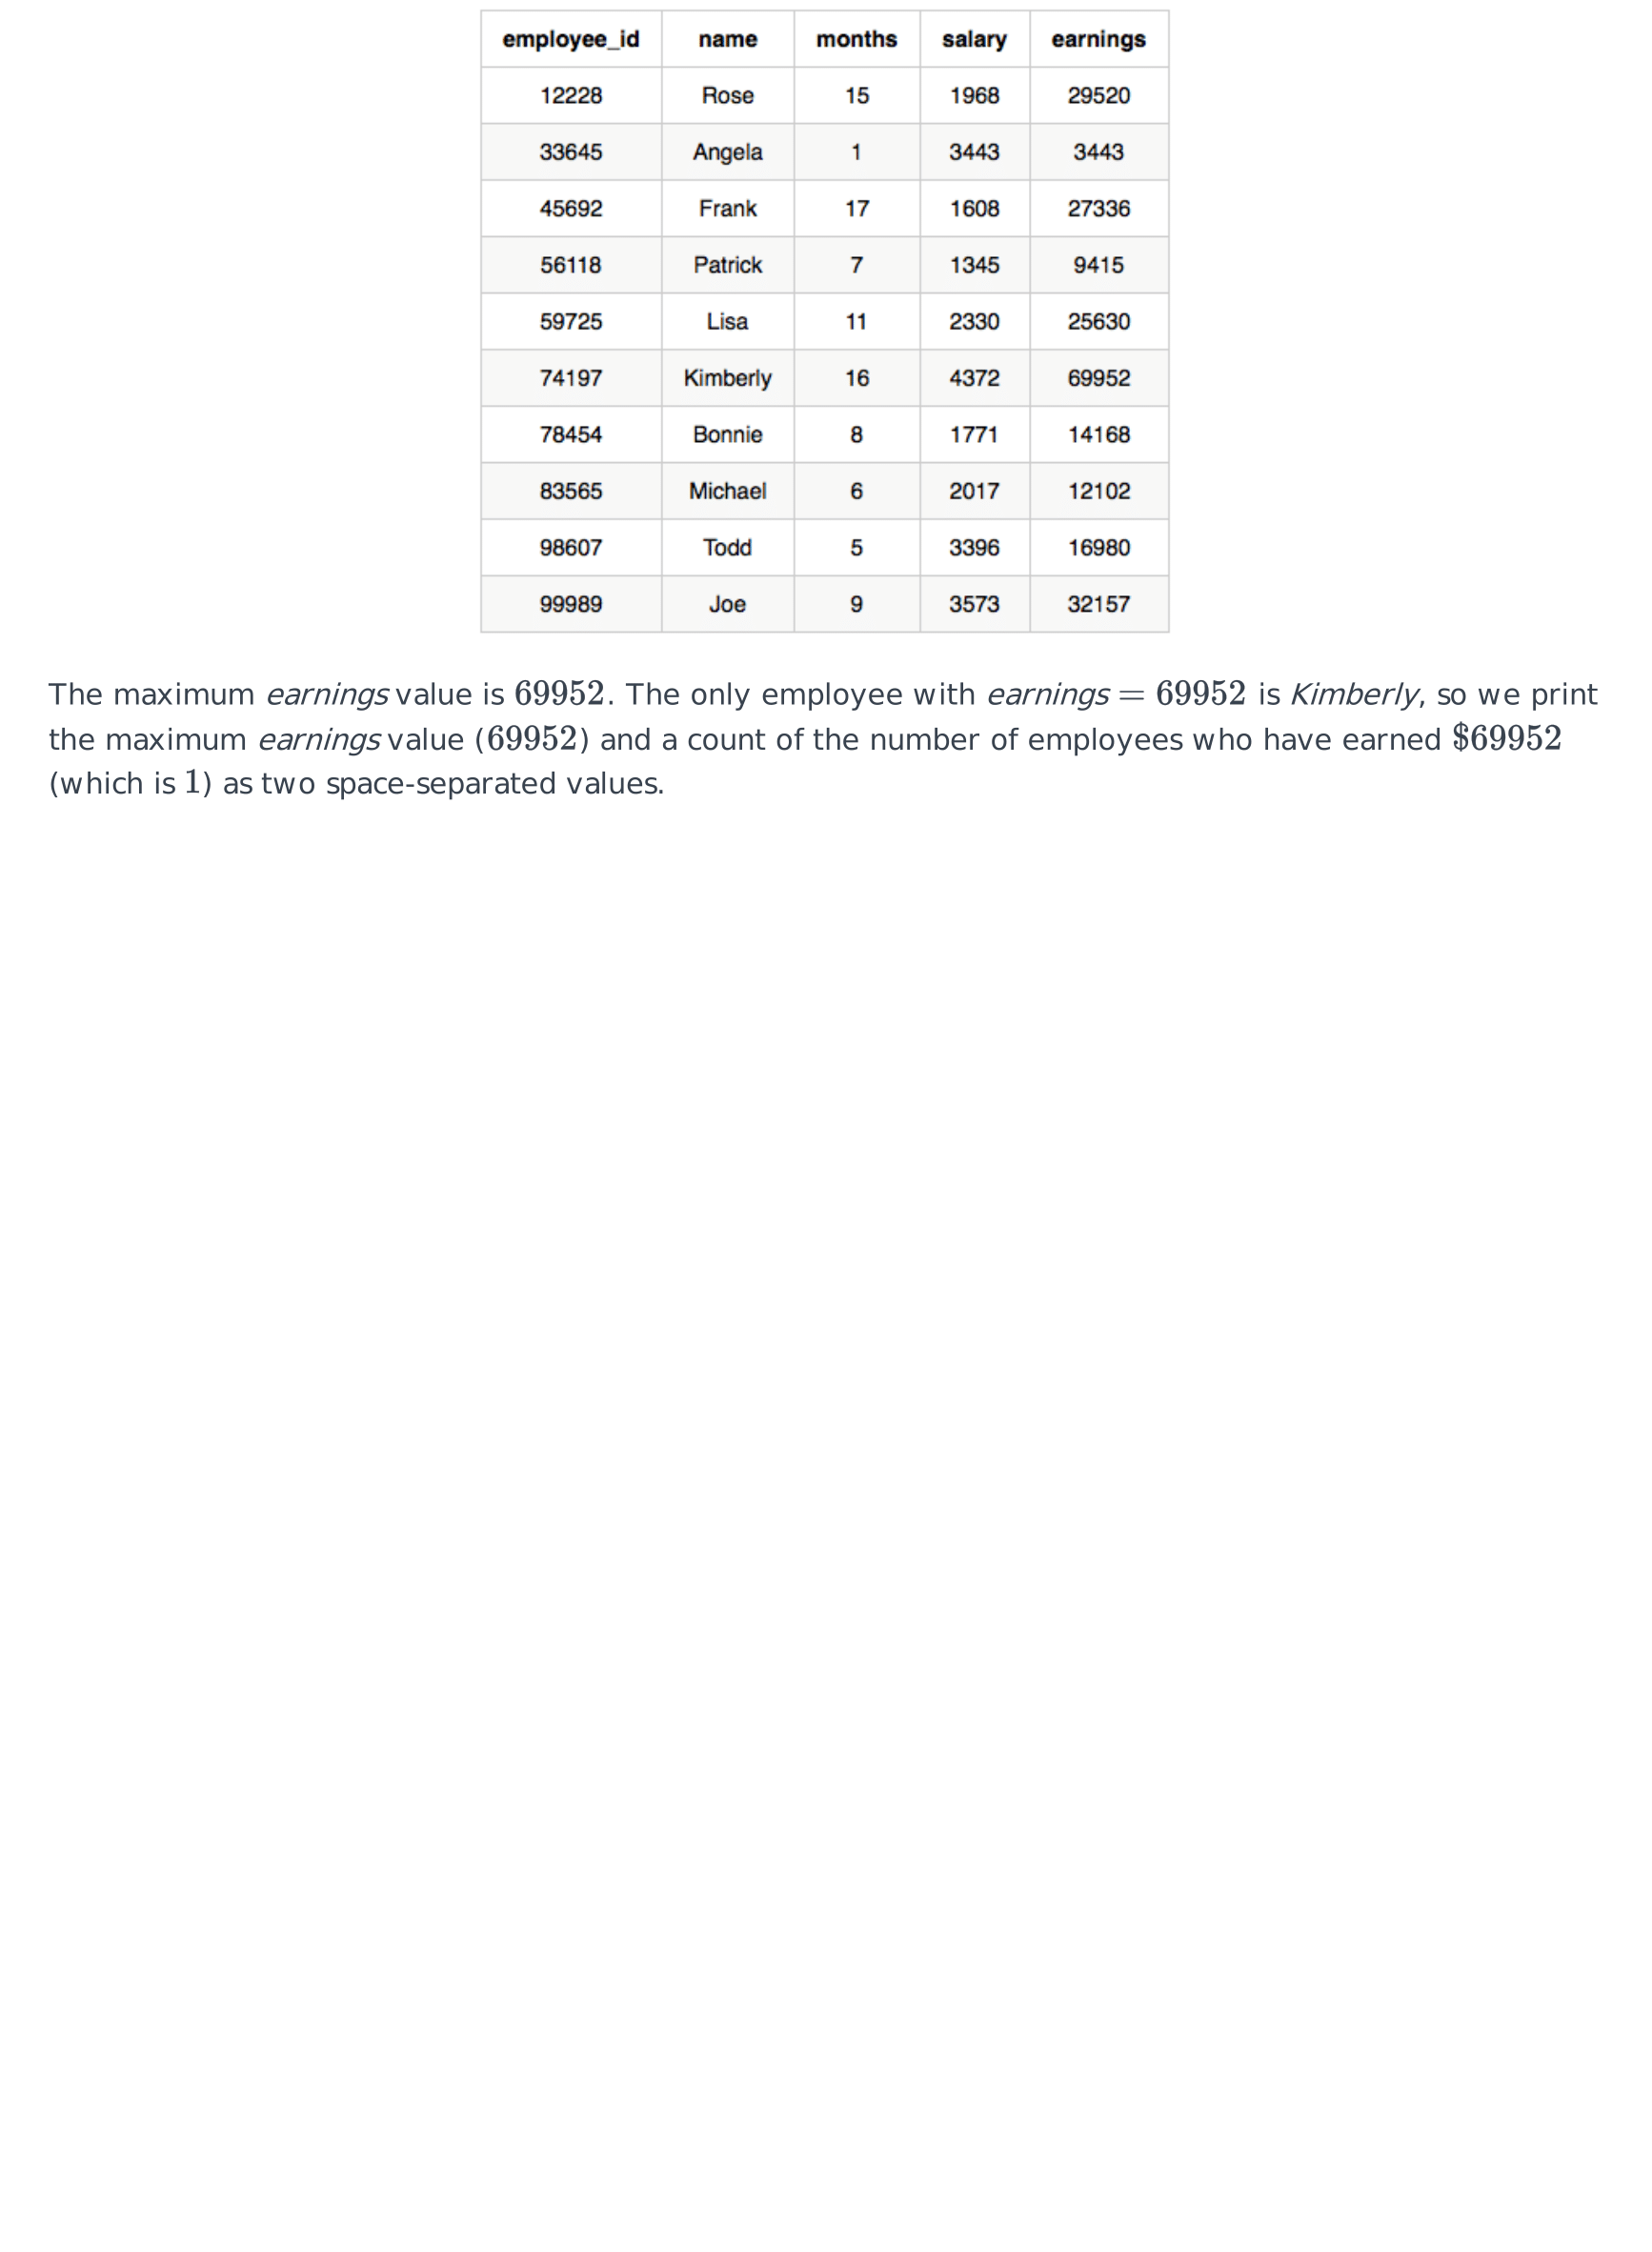 employee_id name months salary earnings
12228 Rose 15 1968 29520
33645 Angela 1 3443 3443
45692 Frank 17 1608 27336
56118 Patrick 7 1345 9415
59725 Lisa 11 2330 25630
74197 Kimberly 16 4372 69952
78454 Bonnie 8 1771 14168
83565 Michael 6 2017 12102
98607 Todd 5 3396 16980
99989 Joe 9 3573 32157
The maximum earnings value is 69952. The only employee with earnings = 69952 is Kimberly, so we print
the maximum earnings value (69952) and a count of the number of employees who have earned $69952
(which is 1) as two space-separated values.